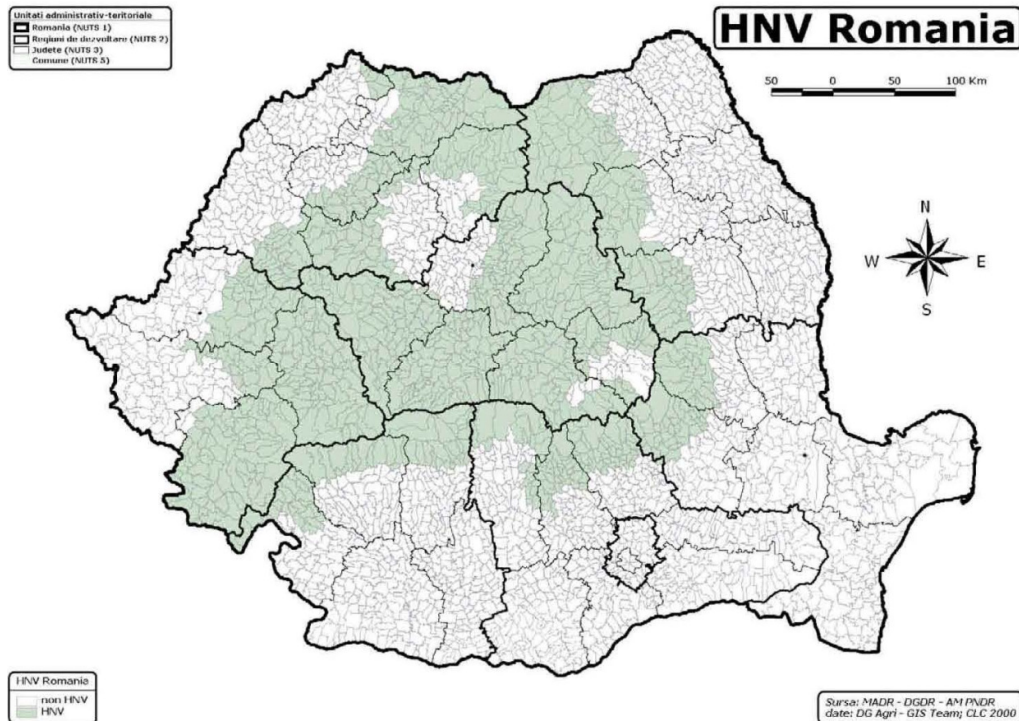 Unitati administrativ-teritoriale
Romania (NUTS 1)
Regiuni de dezvoltare (NUTS 2)
Judete (NUTS 3)
Comune (NUTS 5)
HNV Romania
50 0 50 100 Km
N
W E
S
HNV Romania
non HNV
HNV
Sursa: MADR - DGDR - AM PNDR
date: DG Agri - GIS Team; CLC 2000